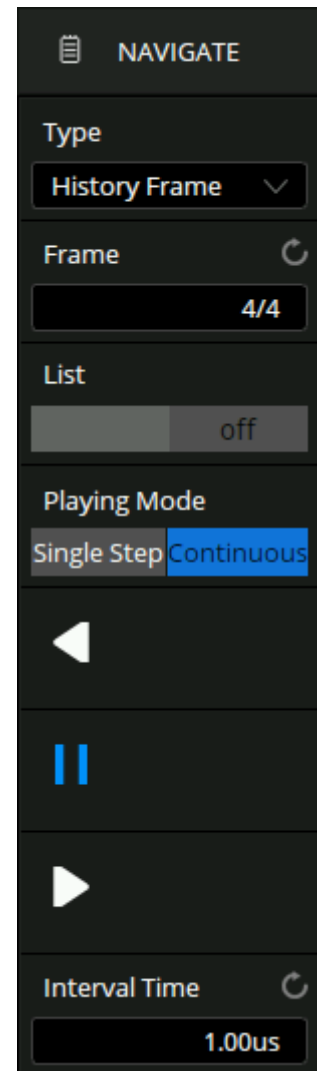 NAVIGATE
Type
History Frame
Frame
4/4
List
off
Playing Mode
Single Step Continuous
Interval Time
1.00us